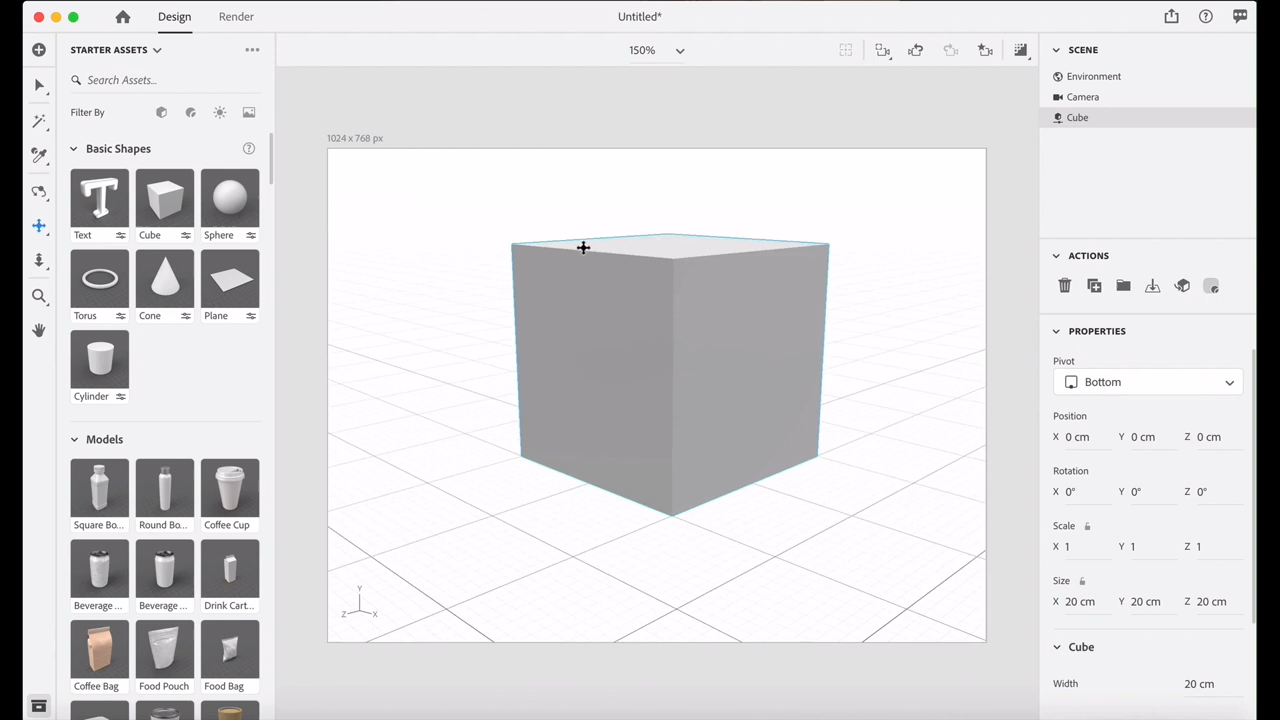 Design
Render
Untitled*
STARTER ASSETS
150%
Search Assets...
Filter By
Basic Shapes
Text
Cube
Sphere
Torus
Cone
Plane
Cylinder
Models
Square Bo...
Round Bo...
Coffee Cup
Beverage ...
Beverage ...
Drink Cart...
Coffee Bag
Food Pouch
Food Bag
1024 x 768 px
Y
Z X
SCENE
Environment
Camera
Cube
ACTIONS
PROPERTIES
Pivot
Bottom
Position
X 0 cm Y 0 cm Z 0 cm
Rotation
X 0° Y 0° Z 0°
Scale
X 1 Y 1 Z 1
Size
X 20 cm Y 20 cm Z 20 cm
Cube
Width 20 cm